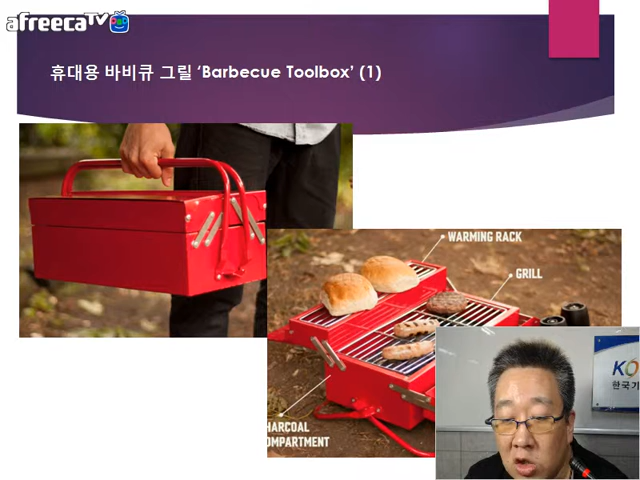 afreecaTV
휴대용 바비큐 그릴 ‘Barbecue Toolbox’ (1)
WARMING RACK
GRILL
HARCOAL
OMPARTMENT
KO
한국기